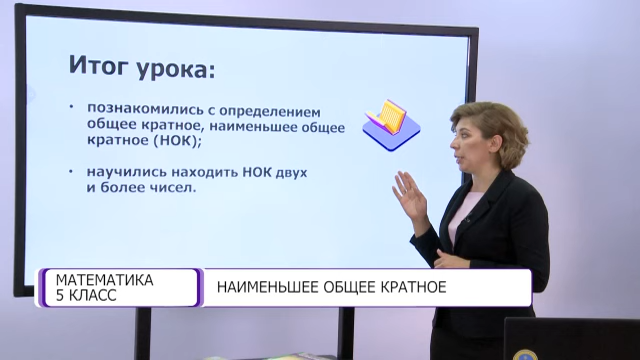 Итог урока:
• познакомились с определением
общее кратное, наименьшее общее
кратное (НОК);
• научились находить НОК двух
и более чисел.
МАТЕМАТИКА
5 КЛАСС
НАИМЕНЬШЕЕ ОБЩЕЕ КРАТНОЕ